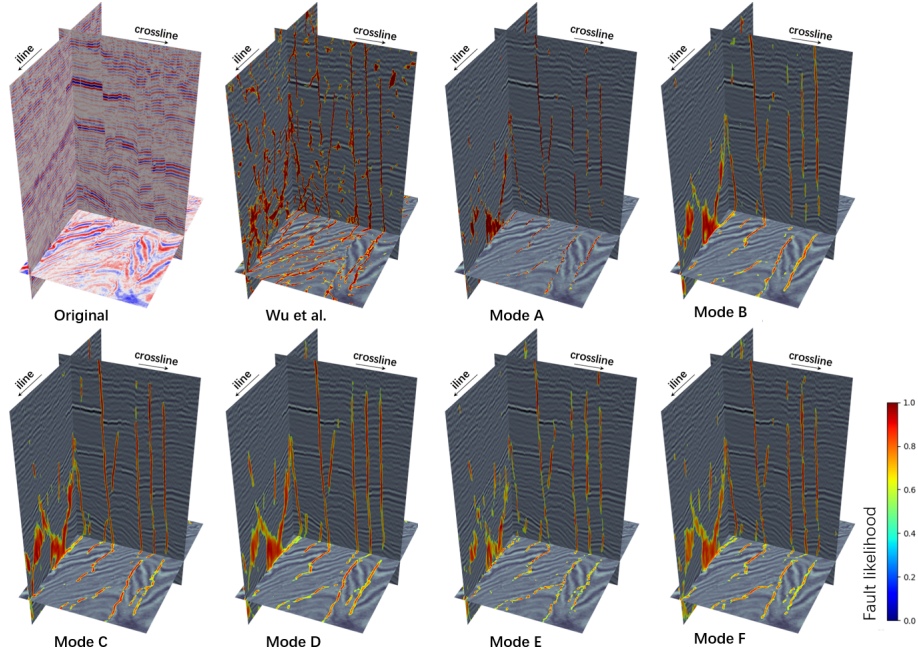 iline
crossline
iline
crossline
iline
crossline
iline
crossline
Original
Wu et al.
Mode A
Mode B
iline
crossline
iline
crossline
iline
crossline
iline
crossline
1.0
0.8
0.6
0.4
0.2
0.0
Fault likelihood
Mode C
Mode D
Mode E
Mode F